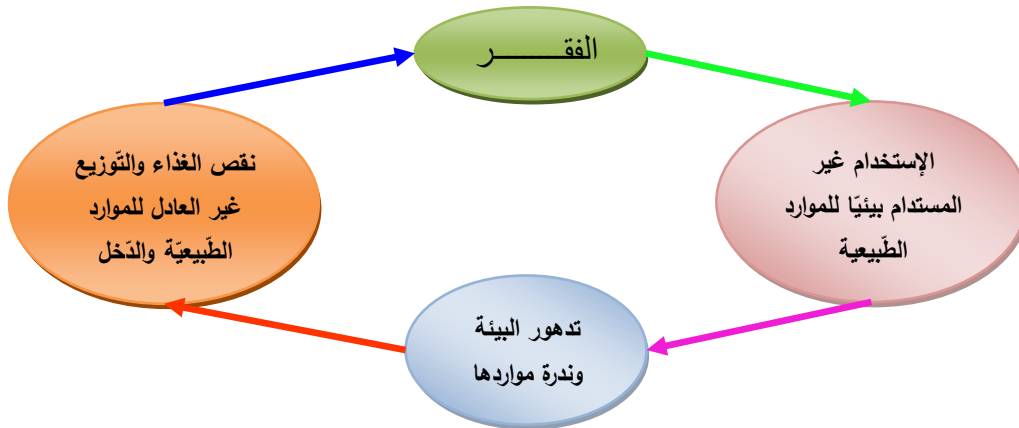 الفقـــــــر
الإستخدام غير
المستدام بيئيّا للموارد
الطّبيعية
تدهور البيئة
وندرة مواردها
نقص الغذاء والتّوزيع
غير العادل للموارد
الطّبيعيّة والدّخل